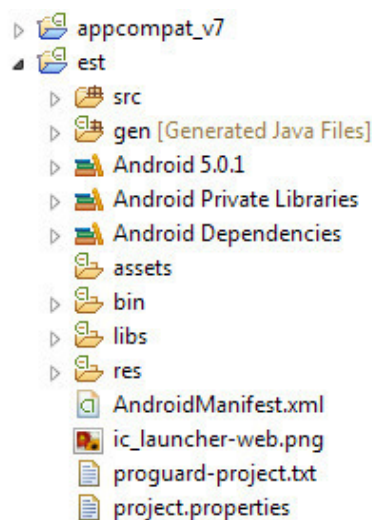 appcompat_v7
est
src
gen [Generated Java Files]
Android 5.0.1
Android Private Libraries
Android Dependencies
assets
bin
libs
res
AndroidManifest.xml
ic_launcher-web.png
proguard-project.txt
project.properties